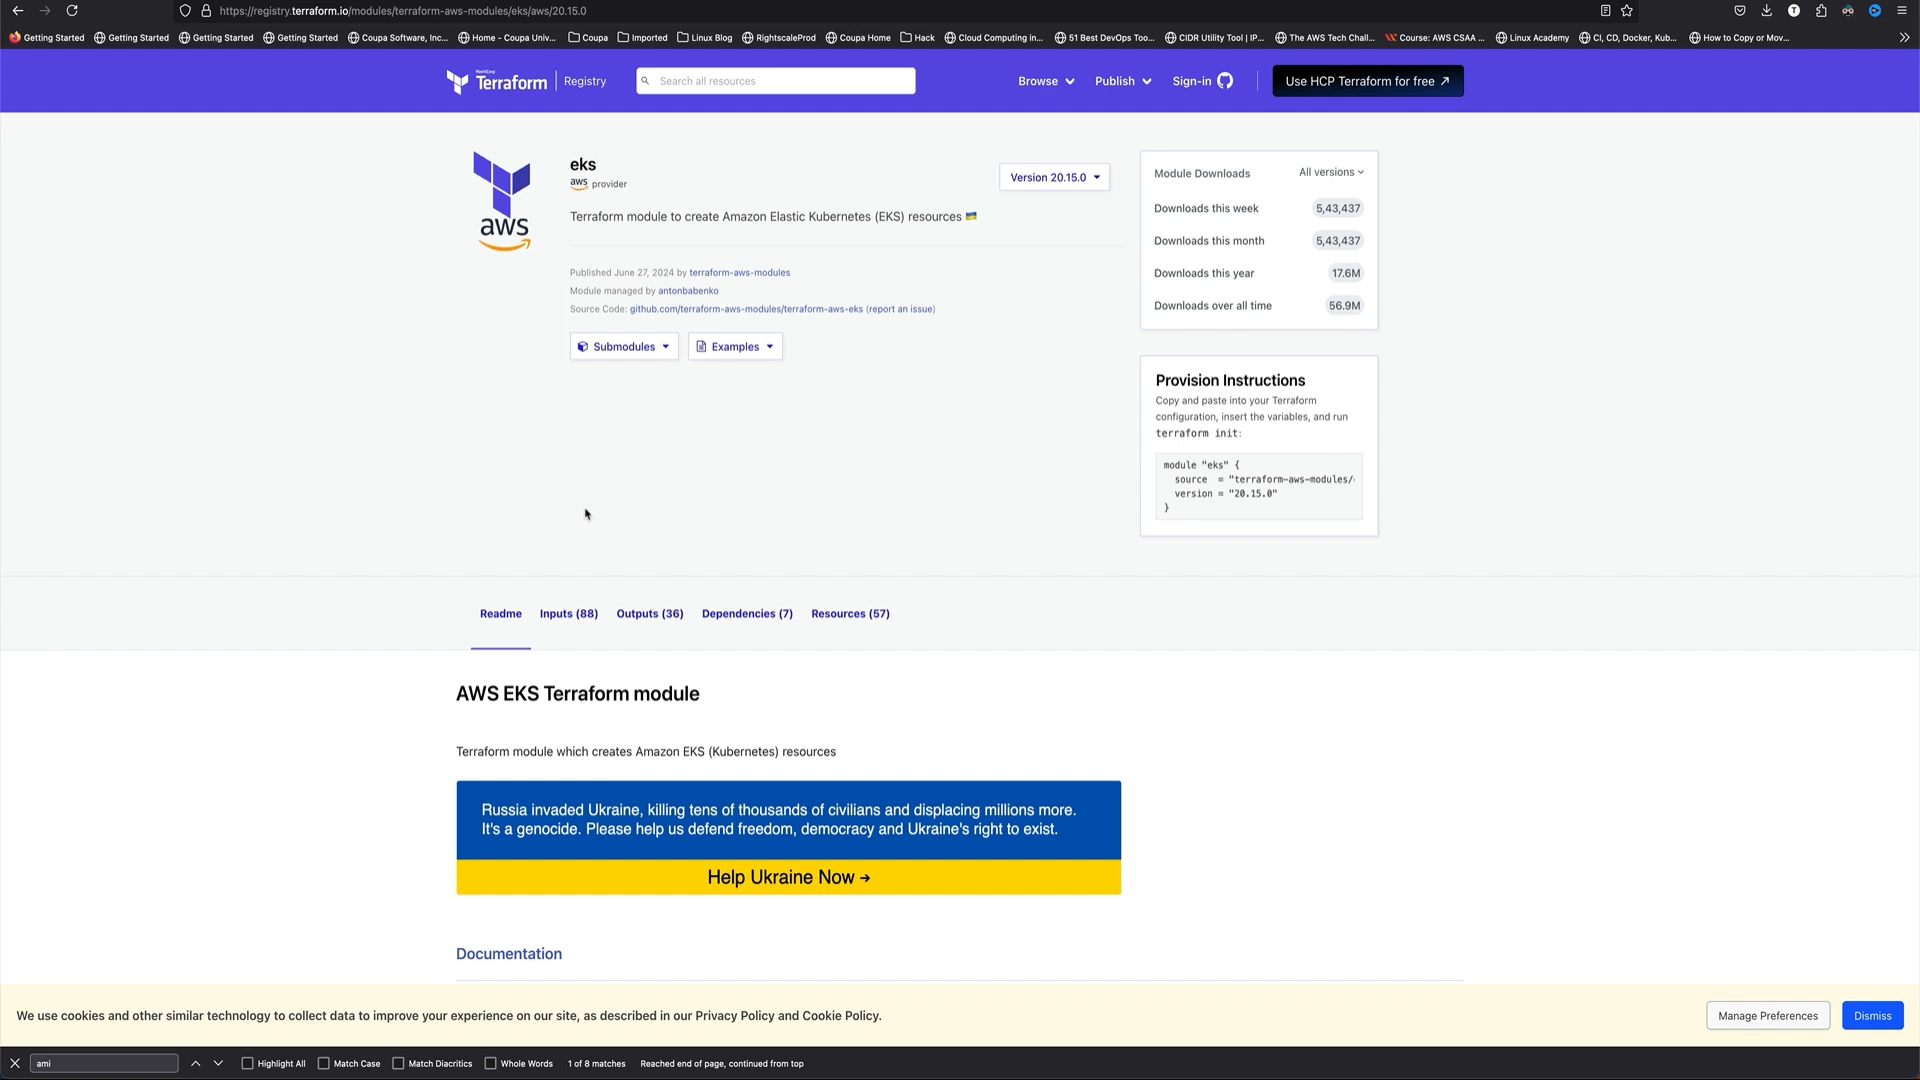 https://registry.terraform.io/modules/terraform-aws-modules/eks/aws/20.15.0
Getting Started Getting Started Getting Started Getting Started Coupa Software, Inc... Home - Coupa Univ... Coupa Imported Linux Blog RightscaleProd Coupa Home Hack Cloud Computing in... 51 Best DevOps Too... CIDR Utility Tool | IP... The AWS Tech Chall... Course: AWS CSAA ... Linux Academy CI, CD, Docker, Kub... How to Copy or Mov...
HashiCorp
Terraform Registry Search all resources Browse Publish Sign-in Use HCP Terraform for free
aws
eks
aws provider
Version 20.15.0
Terraform module to create Amazon Elastic Kubernetes (EKS) resources
Published June 27, 2024 by terraform-aws-modules
Module managed by antonbabenko
Source Code: github.com/terraform-aws-modules/terraform-aws-eks (report an issue)
Submodules Examples
Module Downloads All versions
Downloads this week 5,43,437
Downloads this month 5,43,437
Downloads this year 17.6M
Downloads over all time 56.9M
Provision Instructions
Copy and paste into your Terraform
configuration, insert the variables, and run
terraform init:
module "eks" {
source = "terraform-aws-modules/
version = "20.15.0"
}
Readme Inputs (88) Outputs (36) Dependencies (7) Resources (57)
AWS EKS Terraform module
Terraform module which creates Amazon EKS (Kubernetes) resources
Russia invaded Ukraine, killing tens of thousands of civilians and displacing millions more.
It's a genocide. Please help us defend freedom, democracy and Ukraine's right to exist.
Help Ukraine Now →
Documentation
We use cookies and other similar technology to collect data to improve your experience on our site, as described in our Privacy Policy and Cookie Policy. Manage Preferences Dismiss
ami Highlight All Match Case Match Diacritics Whole Words 1 of 8 matches Reached end of page, continued from top